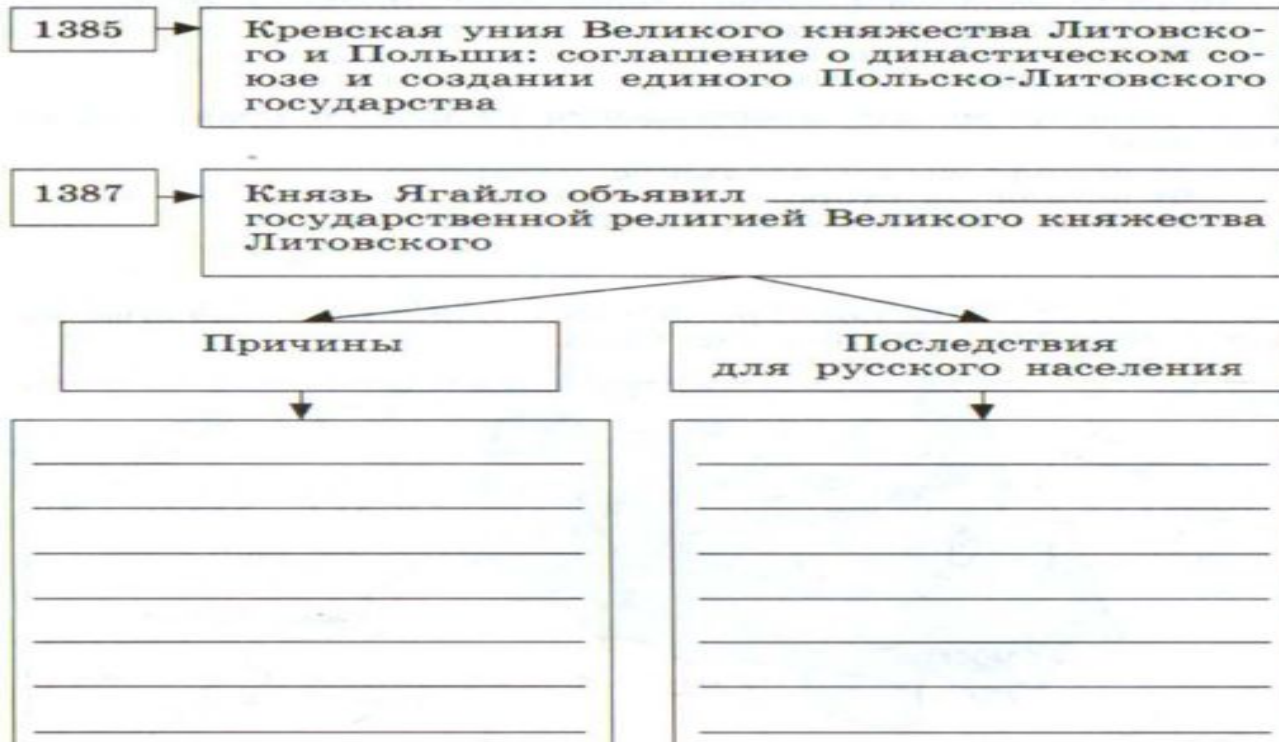 1385
Кревская уния Великого княжества Литовско-
го и Польши: соглашение о династическом со-
юзе и создании единого Польско-Литовского
государства
1387
Князь Ягайло объявил
государственной религией Великого княжества
Литовского
Причины
Последствия
для русского населения